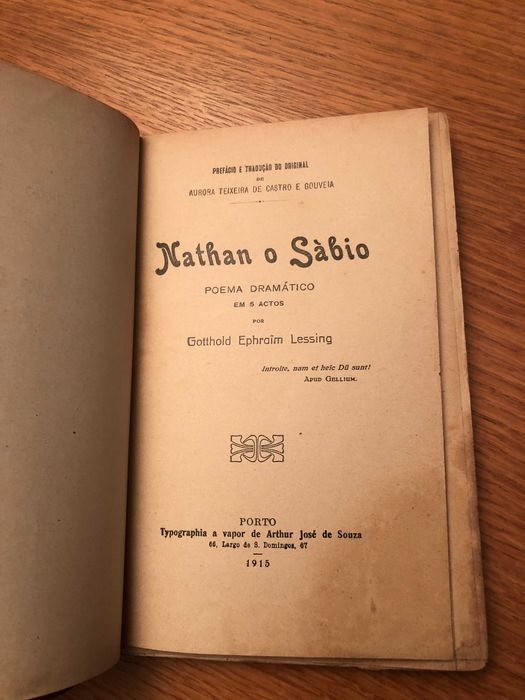 PREFÁCIO E TRADUÇÃO DO ORIGINAL
DE
AURORA TEIXEIRA DE CASTRO E GOUVEIA
Nathan o Sàbio
POEMA DRAMÁTICO
EM 5 ACTOS
POR
Gotthold Ephraîm Lessing
Introite, nam et heic Dü sunt!
APUD GELLIUM.
PORTO
Typographia a vapor de Arthur José de Souza
66, Largo de S. Domingos, 67
1915